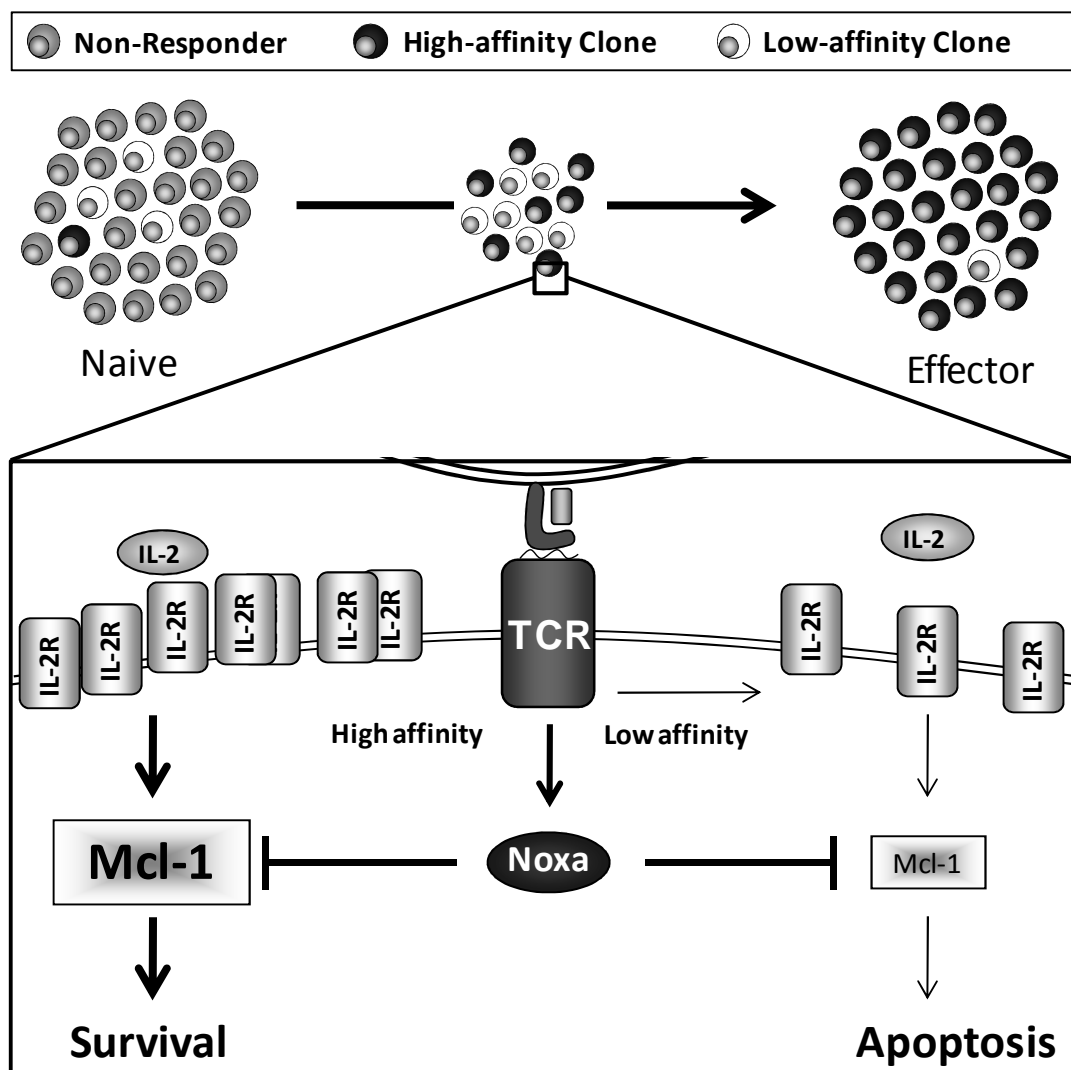 Non-Responder High-affinity Clone Low-affinity Clone
Naive
Effector
IL-2
IL-2
IL-2R
IL-2R
IL-2R
IL-2R
IL-2R
IL-2R
TCR
IL-2R
IL-2R
IL-2R
High affinity
Low affinity
Mcl-1
Noxa
Mcl-1
Survival
Apoptosis